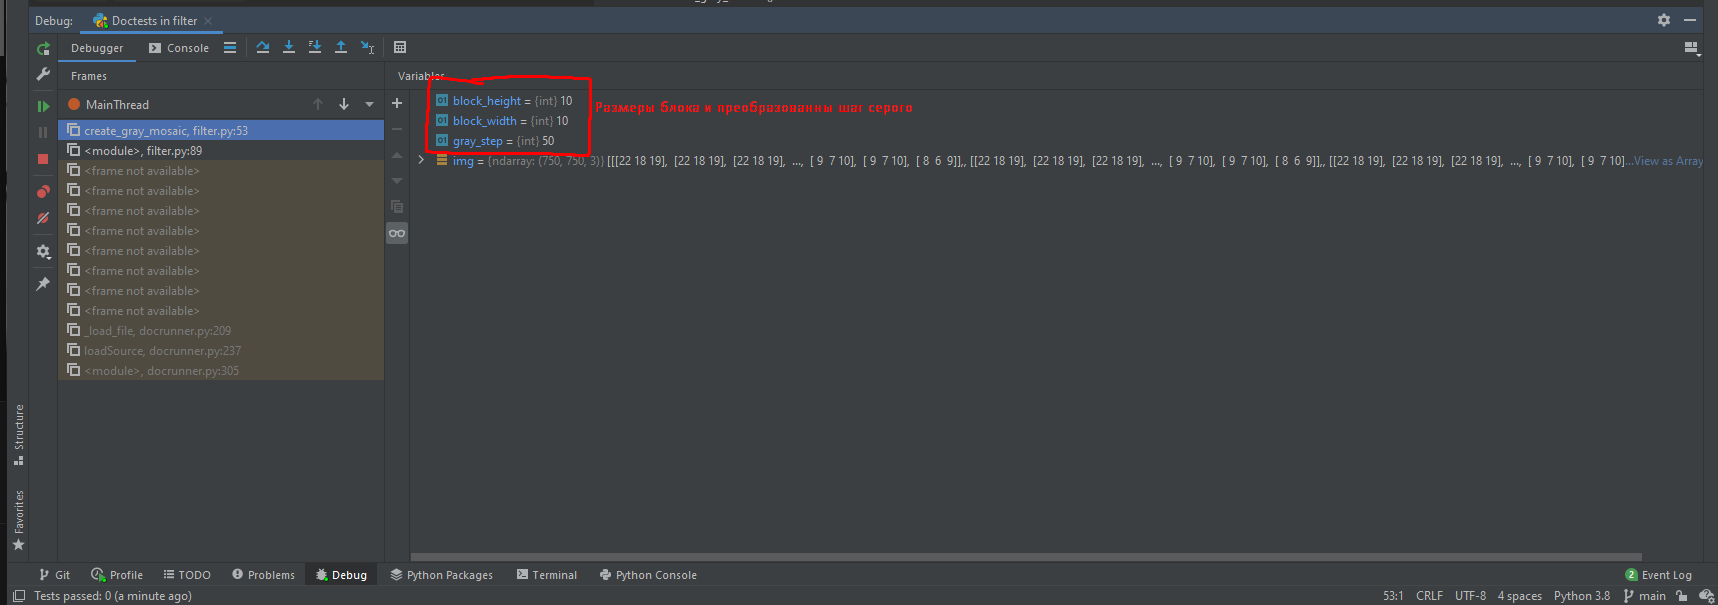 Debug: Doctests in filter
Debugger Console
Frames Variables
MainThread
create_gray_mosaic, filter.py:53
<module>, filter.py:89
<frame not available>
<frame not available>
<frame not available>
<frame not available>
<frame not available>
<frame not available>
<frame not available>
<frame not available>
_load_file, docrunner.py:209
loadSource, docrunner.py:237
<module>, docrunner.py:305
block_height = {int} 10
block_width = {int} 10
gray_step = {int} 50
Размеры блока и преобразованны шаг серого
img = {ndarray: (750, 750, 3)} [[[22 18 19], [22 18 19], [22 18 19], ..., [ 9 7 10], [ 9 7 10], [ 8 6 9]],, [[22 18 19], [22 18 19], [22 18 19], ..., [ 9 7 10], [ 9 7 10], [ 8 6 9]],, [[22 18 19], [22 18 19], [22 18 19], ..., [ 9 7 10], [ 9 7 10]...View as Array
Structure
Favorites
Git Profile TODO Problems Debug Python Packages Terminal Python Console 2 Event Log
Tests passed: 0 (a minute ago) 53:1 CRLF UTF-8 4 spaces Python 3.8 main